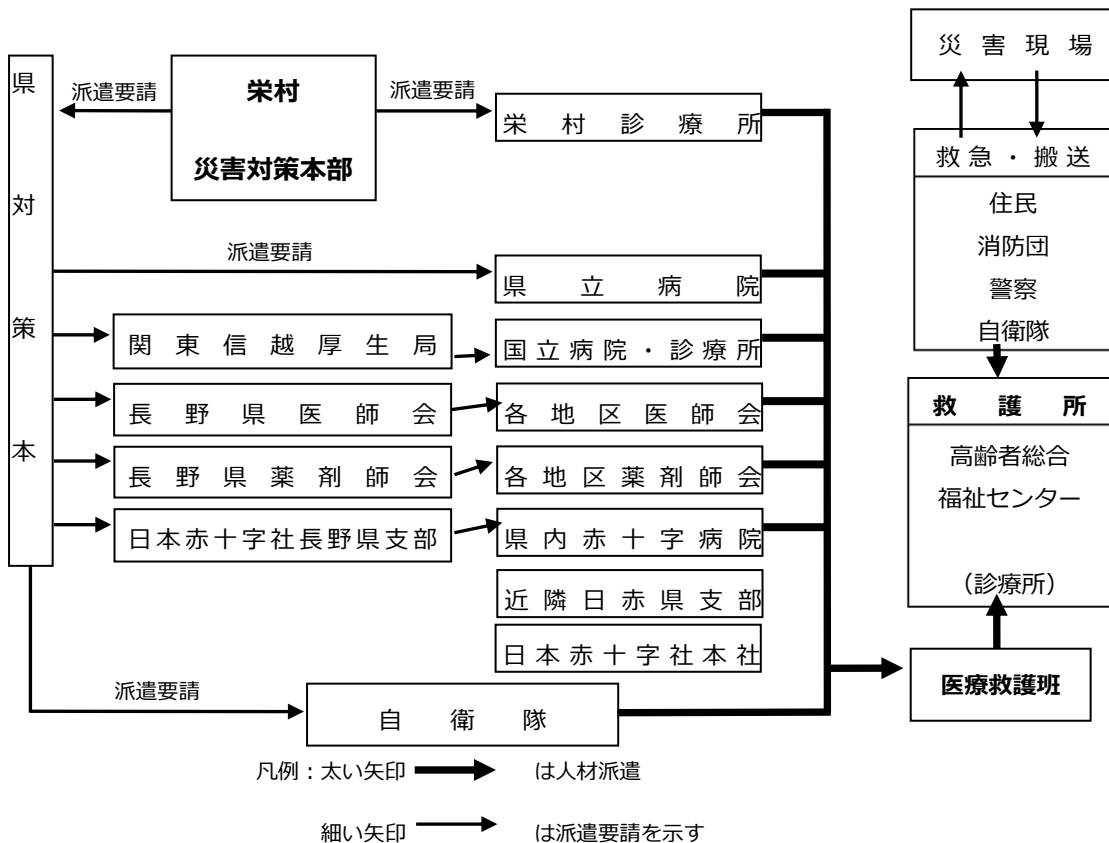 県対策本
派遣要請
栄村
災害対策本部
派遣要請
栄村診療所
派遣要請
県立病院
関東信越厚生局
国立病院・診療所
長野県医師会
各地区医師会
長野県薬剤師会
各地区薬剤師会
日本赤十字社長野県支部
県内赤十字病院
近隣日赤県支部
日本赤十字社本社
派遣要請
自衛隊
災害現場
救急・搬送
住民
消防団
警察
自衛隊
救護所
高齢者総合
福祉センター
（診療所）
医療救護班
凡例：太い矢印 は人材派遣
細い矢印 は派遣要請を示す